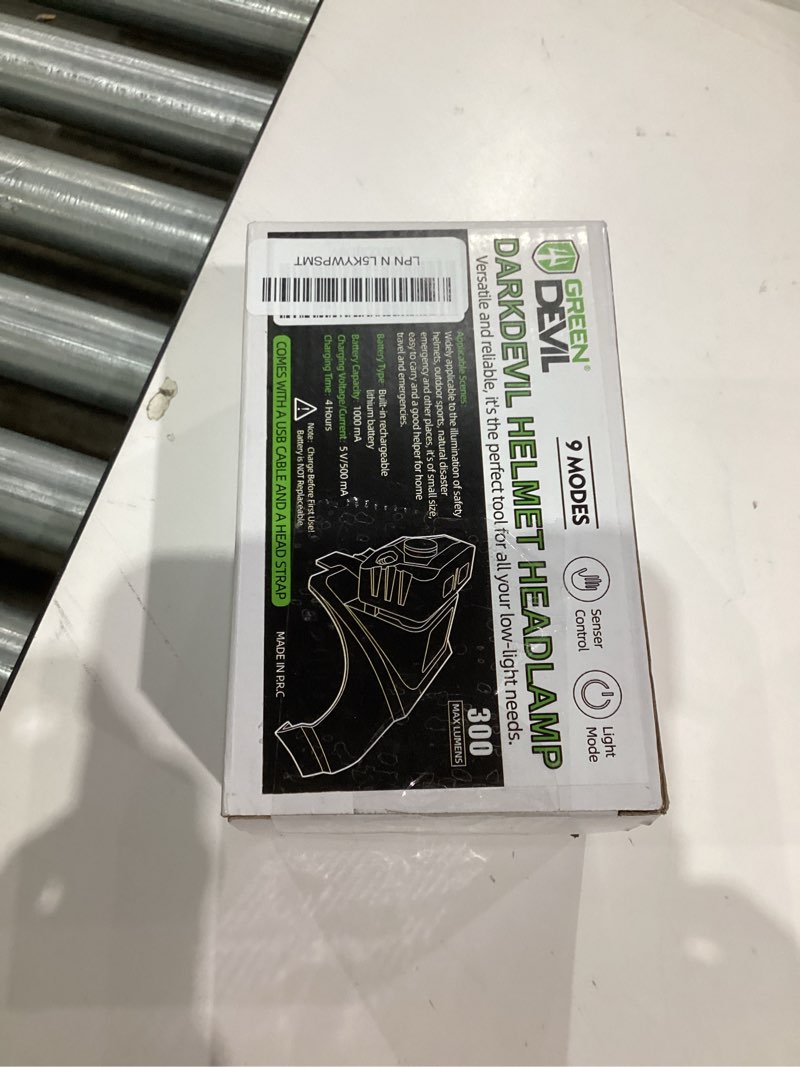 GREEN®
DEVIL
9 MODES
Senser
Control
Light
Mode
DARKDEVIL HELMET HEADLAMP
Versatile and reliable, it's the perfect tool for all your low-light needs.
LPN N L5KYWPSMT
Applicable Scenes:
Widely applicable to the illumination of safety
helmets, outdoor sports, natural disaster
emergency and other places, it's of small size,
easy to carry and a good helper for home
travel and emergencies.
Battery Type: Built-in rechargeable
lithium battery
Battery Capacity: 1000 mA
Charging Voltage/Current: 5 V/500 mA
Charging Time: 4 Hours
Note: Charge Before First Use!
Battery is NOT Replaceable.
300
MAX LUMENS
COMES WITH A USB CABLE AND A HEAD STRAP
MADE IN P.R.C